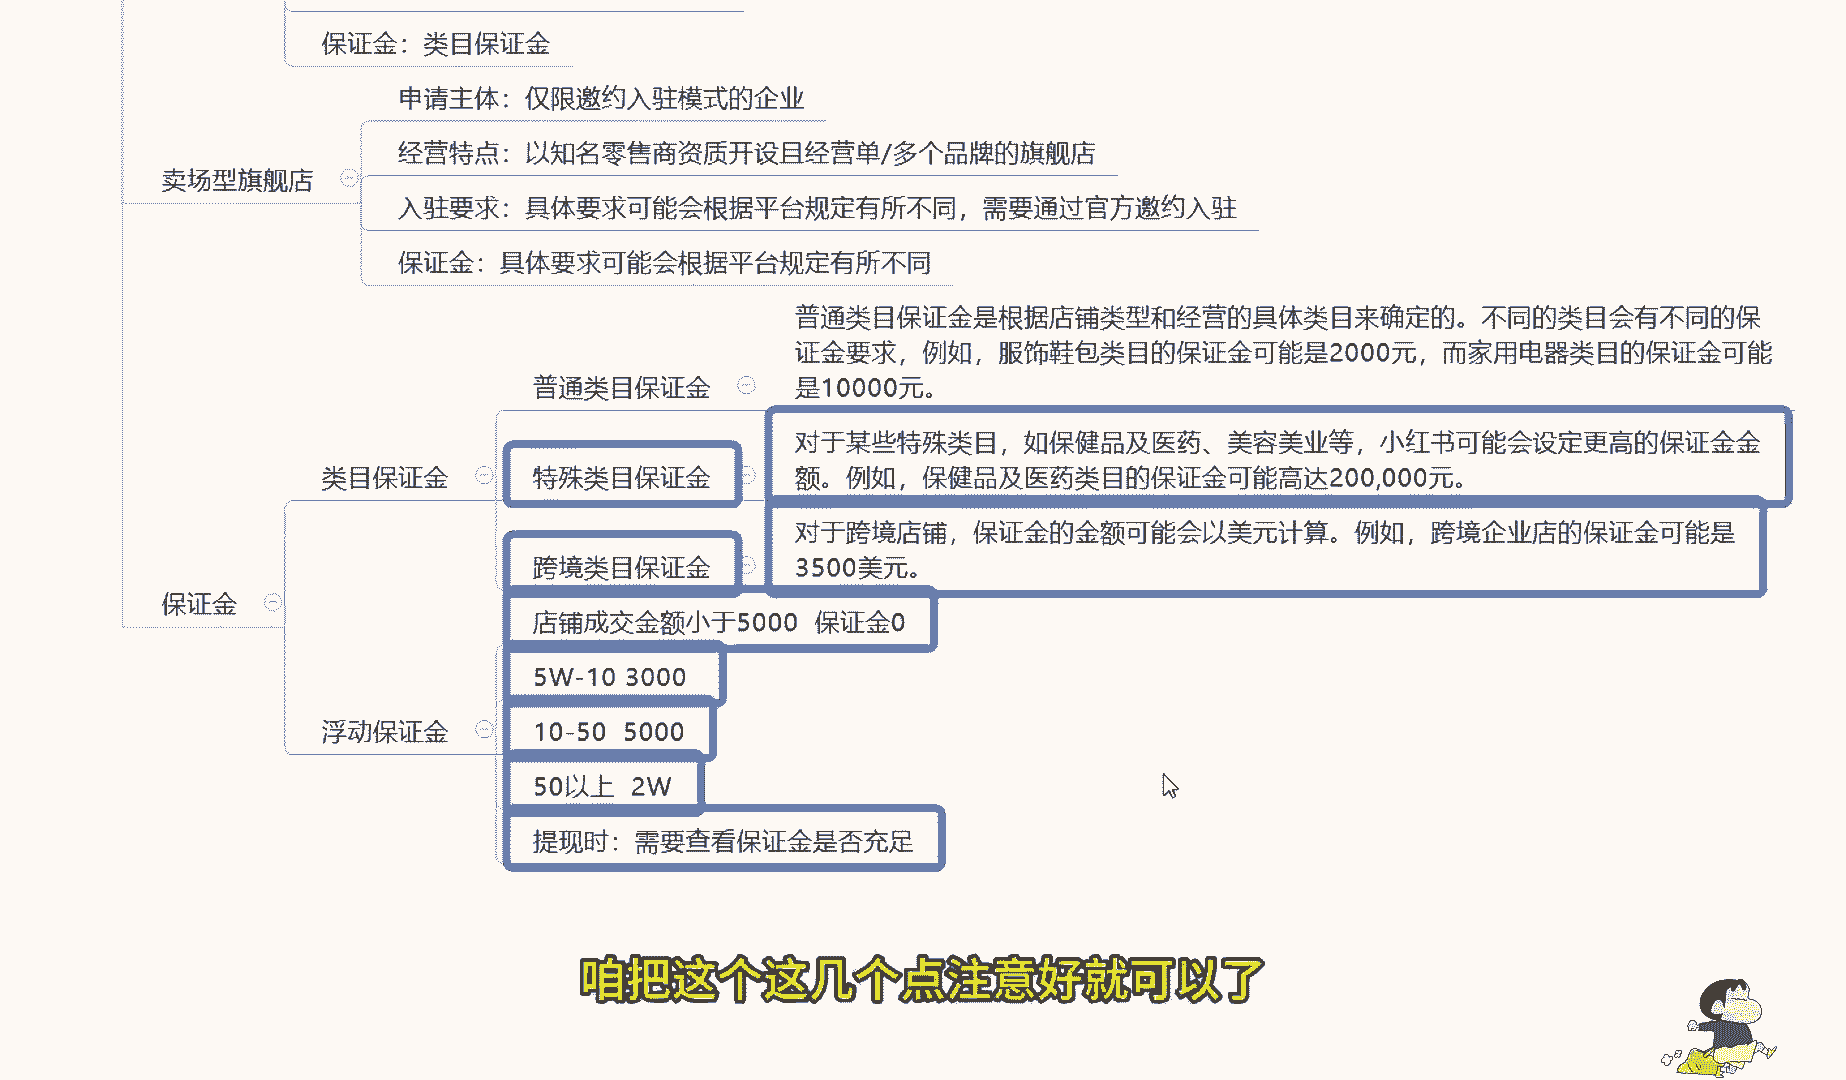 保证金：类目保证金
申请主体：仅限邀约入驻模式的企业
经营特点：以知名零售商资质开设且经营单/多个品牌的旗舰店
卖场型旗舰店
入驻要求：具体要求可能会根据平台规定有所不同，需要通过官方邀约入驻
保证金：具体要求可能会根据平台规定有所不同
普通类目保证金是根据店铺类型和经营的具体类目来确定的。不同的类目会有不同的保
证金要求，例如，服饰鞋包类目的保证金可能是2000元，而家用电器类目的保证金可能
是10000元。
普通类目保证金
对于某些特殊类目，如保健品及医药、美容美业等，小红书可能会设定更高的保证金金
额。例如，保健品及医药类目的保证金可能高达200,000元。
类目保证金
特殊类目保证金
对于跨境店铺，保证金的金额可能会以美元计算。例如，跨境企业店的保证金可能是
3500美元。
跨境类目保证金
保证金
店铺成交金额小于5000 保证金0
5W-10 3000
浮动保证金
10-50 5000
50以上 2W
提现时：需要查看保证金是否充足
咱把这个这几个点注意好就可以了